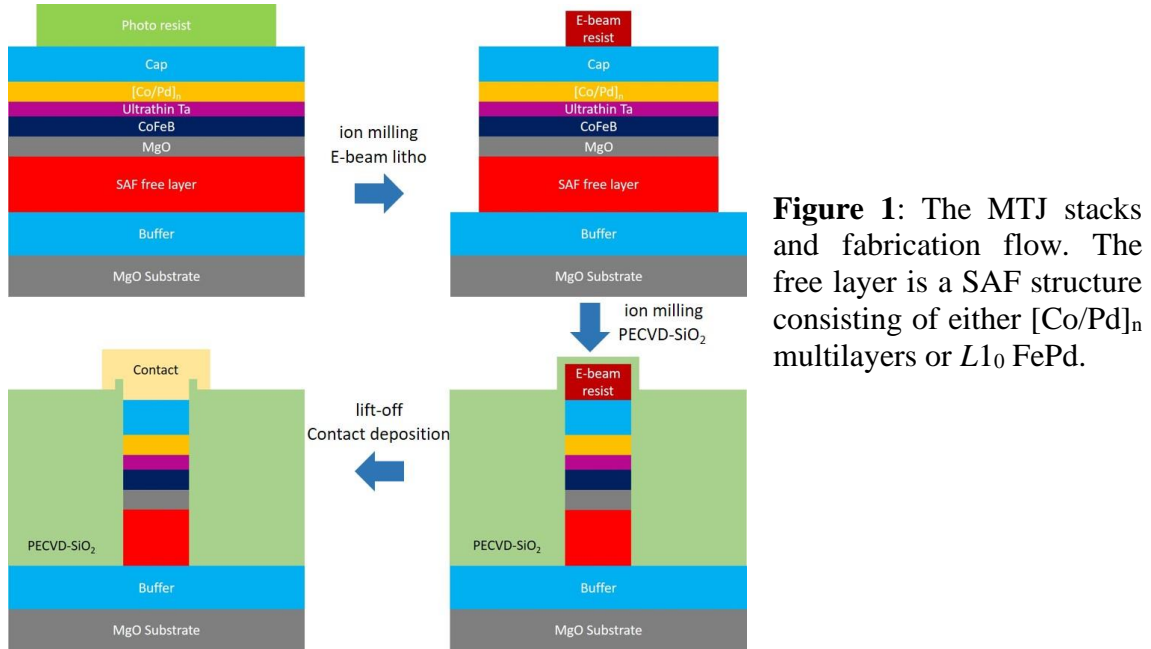 Photo resist
Cap
[Co/Pd]n
Ultrathin Ta
CoFeB
MgO
SAF free layer
Buffer
MgO Substrate
ion milling
E-beam litho
E-beam
resist
Cap
[Co/Pd]n
Ultrathin Ta
CoFeB
MgO
SAF free layer
Buffer
MgO Substrate
ion milling
PECVD-SiO₂
E-beam
resist
PECVD-SiO₂
Buffer
MgO Substrate
lift-off
Contact deposition
Contact
PECVD-SiO₂
Buffer
MgO Substrate
Figure 1: The MTJ stacks
and fabrication flow. The
free layer is a SAF structure
consisting of either [Co/Pd]n
multilayers or L1₀ FePd.